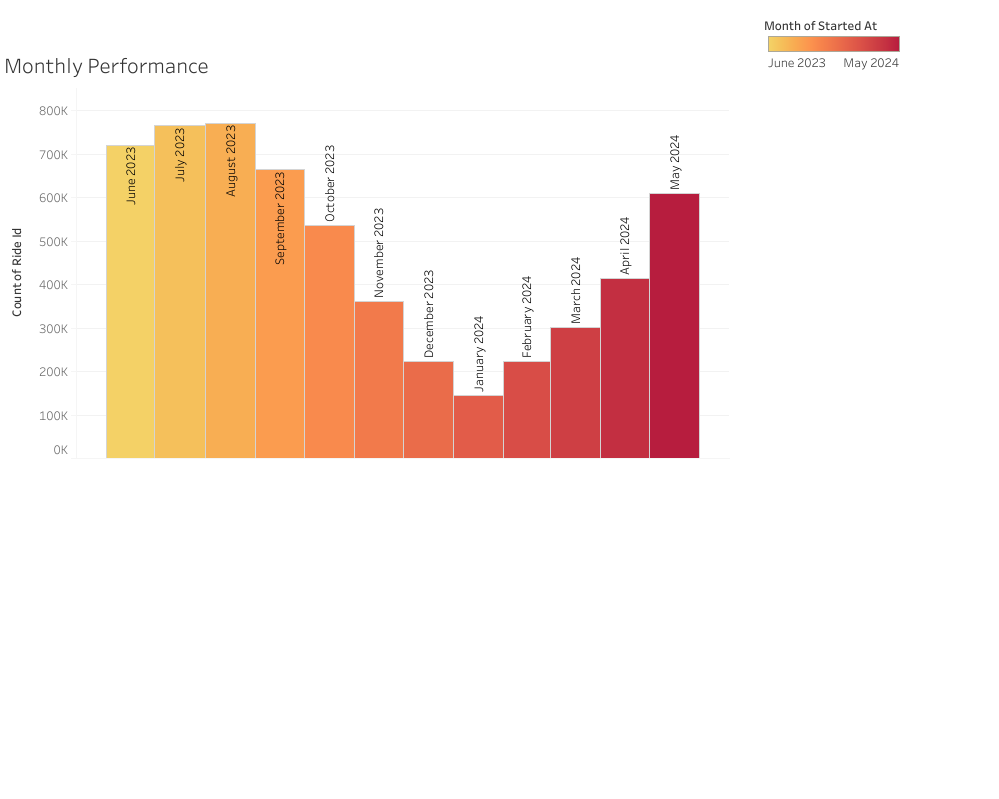 Month of Started At
June 2023 May 2024
Monthly Performance
Count of Ride Id
800K
700K
600K
500K
400K
300K
200K
100K
0K
June 2023
July 2023
August 2023
September 2023
October 2023
November 2023
December 2023
January 2024
February 2024
March 2024
April 2024
May 2024